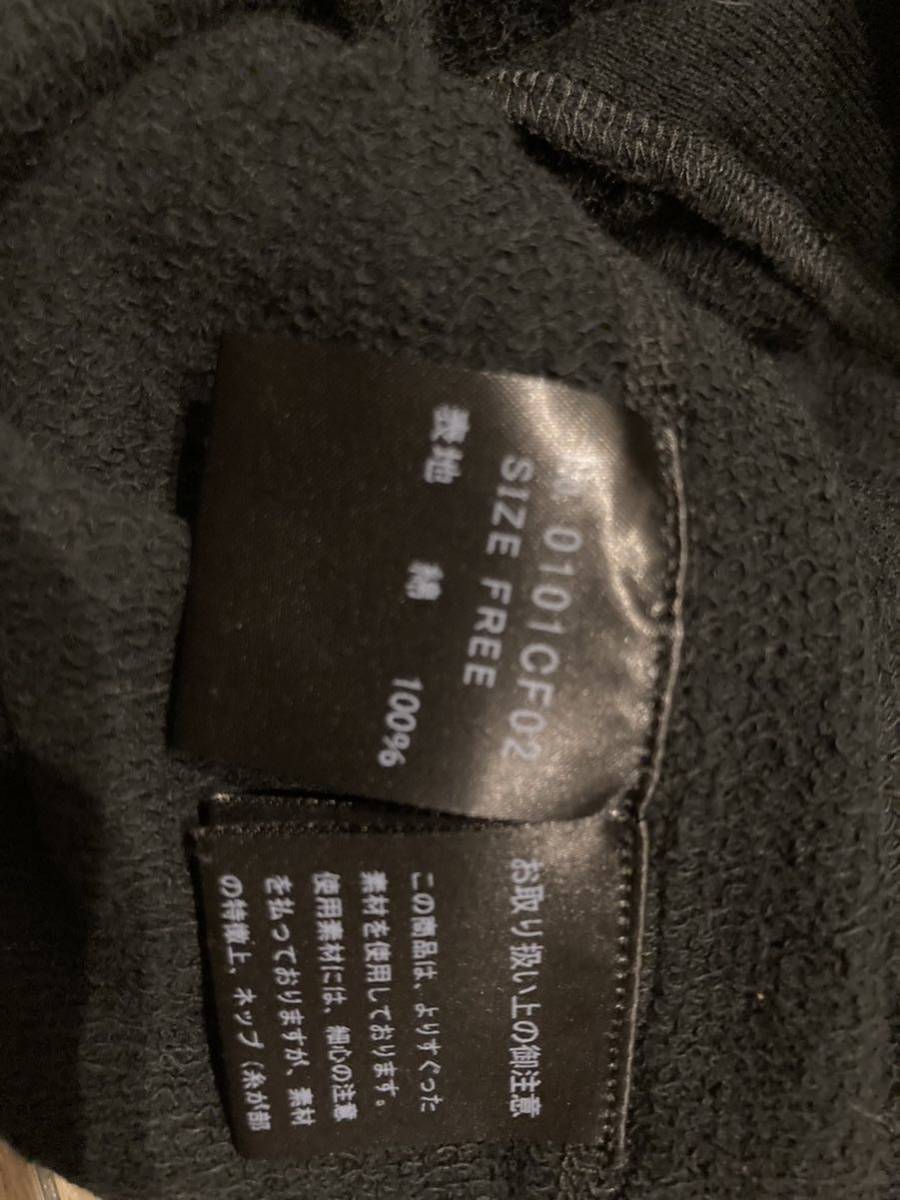 0101CF02
SIZE FREE
表地 綿 100%
お取り扱い上の御注意
この商品は、よりすぐった
素材を使用しております。
使用素材には、細心の注意
を払っておりますが、素材
の特徴上、ネップ（糸が部